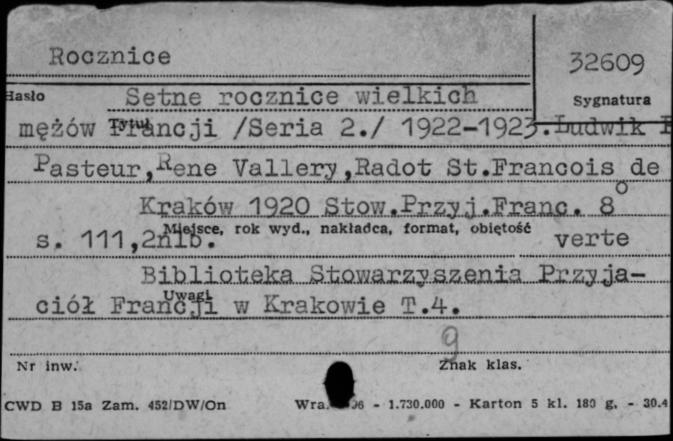 Rocznice
32609
Hasło
Setne rocznice wielkich
Sygnatura
mężów Francji /Seria 2./ 1922-1923.Ludwik
Tytuł
Pasteur,Rene Vallery,Radot St.Francois de
Kraków 1920 Stow.Przyj.Franc. 8°
Miejsce, rok wyd., nakładca, format, objętość
s. 111,2nlb. verte
Biblioteka Stowarzyszenia Przyja-
Uwagi
ciół Francji w Krakowie T.4.
9
Nr inw. Znak klas.
CWD B 15a Zam. 452/DW/On - 1.730.000 - Karton 5 kl. 180 g. - 30.4